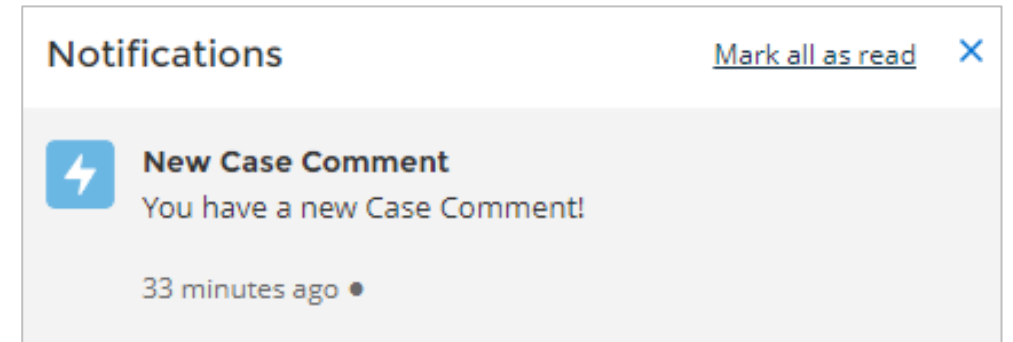 Notifications
Mark all as read
New Case Comment
You have a new Case Comment!
33 minutes ago